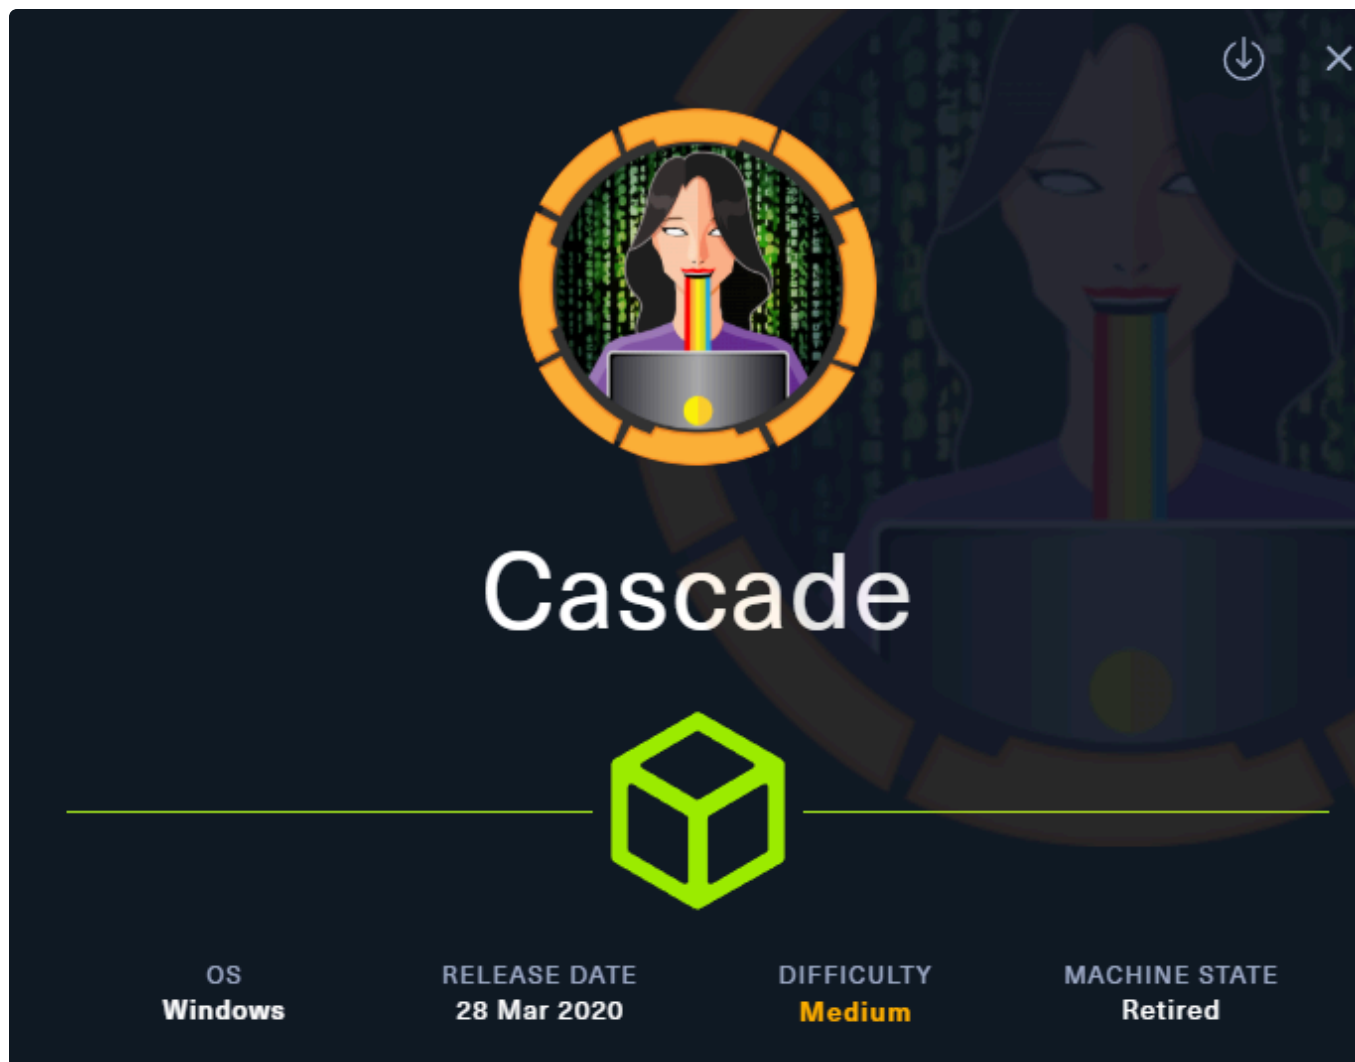 Cascade
OS
Windows
RELEASE DATE
28 Mar 2020
DIFFICULTY
Medium
MACHINE STATE
Retired